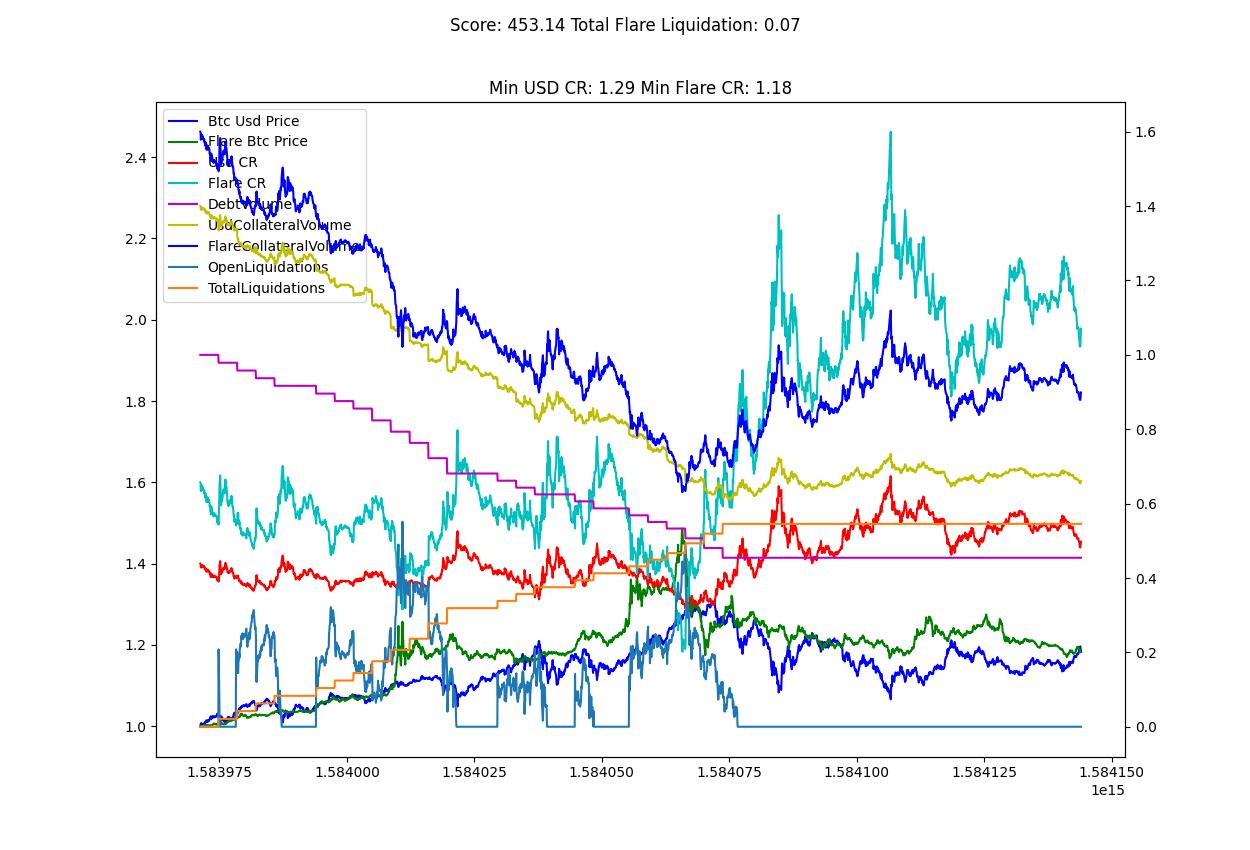 Score: 453.14 Total Flare Liquidation: 0.07
Min USD CR: 1.29 Min Flare CR: 1.18
Btc Usd Price
Flare Btc Price
Usd CR
Flare CR
DebtVolume
UsdCollateralVolume
FlareCollateralVolume
OpenLiquidations
TotalLiquidations
2.4
2.2
2.0
1.8
1.6
1.4
1.2
1.0
1.6
1.4
1.2
1.0
0.8
0.6
0.4
0.2
0.0
1.583975
1.584000
1.584025
1.584050
1.584075
1.584100
1.584125
1.584150
1e15